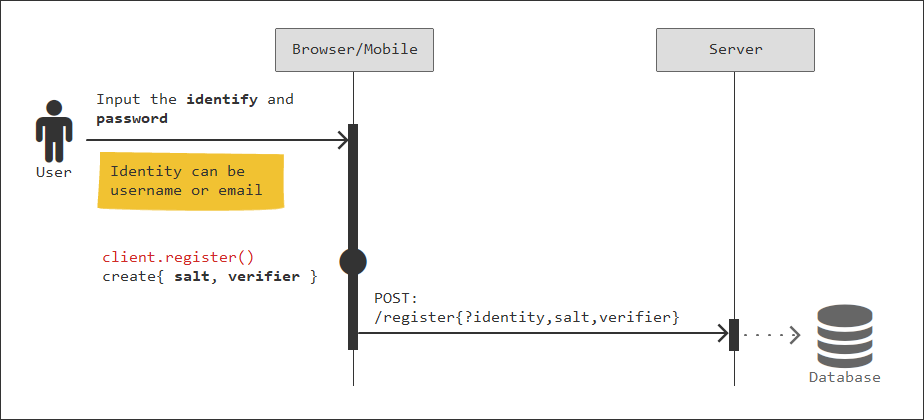 Browser/Mobile
Server
Input the identify and
password
User
Identity can be
username or email
client.register()
create{ salt, verifier }
POST:
/register{?identity,salt,verifier}
Database